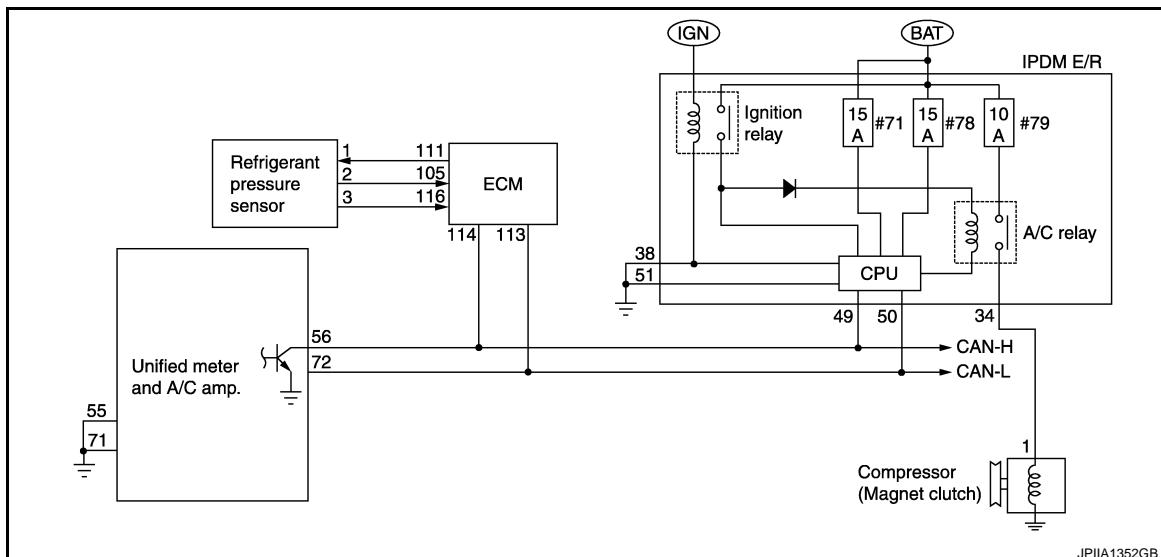 IGN
BAT
IPDM E/R
Ignition
relay
15
A
#71
15
A
#78
10
A
#79
Refrigerant
pressure
sensor
1
2
3
111
105
116
ECM
114
113
A/C relay
CPU
38
51
49
50
34
Unified meter
and A/C amp.
56
72
CAN-H
CAN-L
55
71
1
Compressor
(Magnet clutch)
JPIIA1352GB